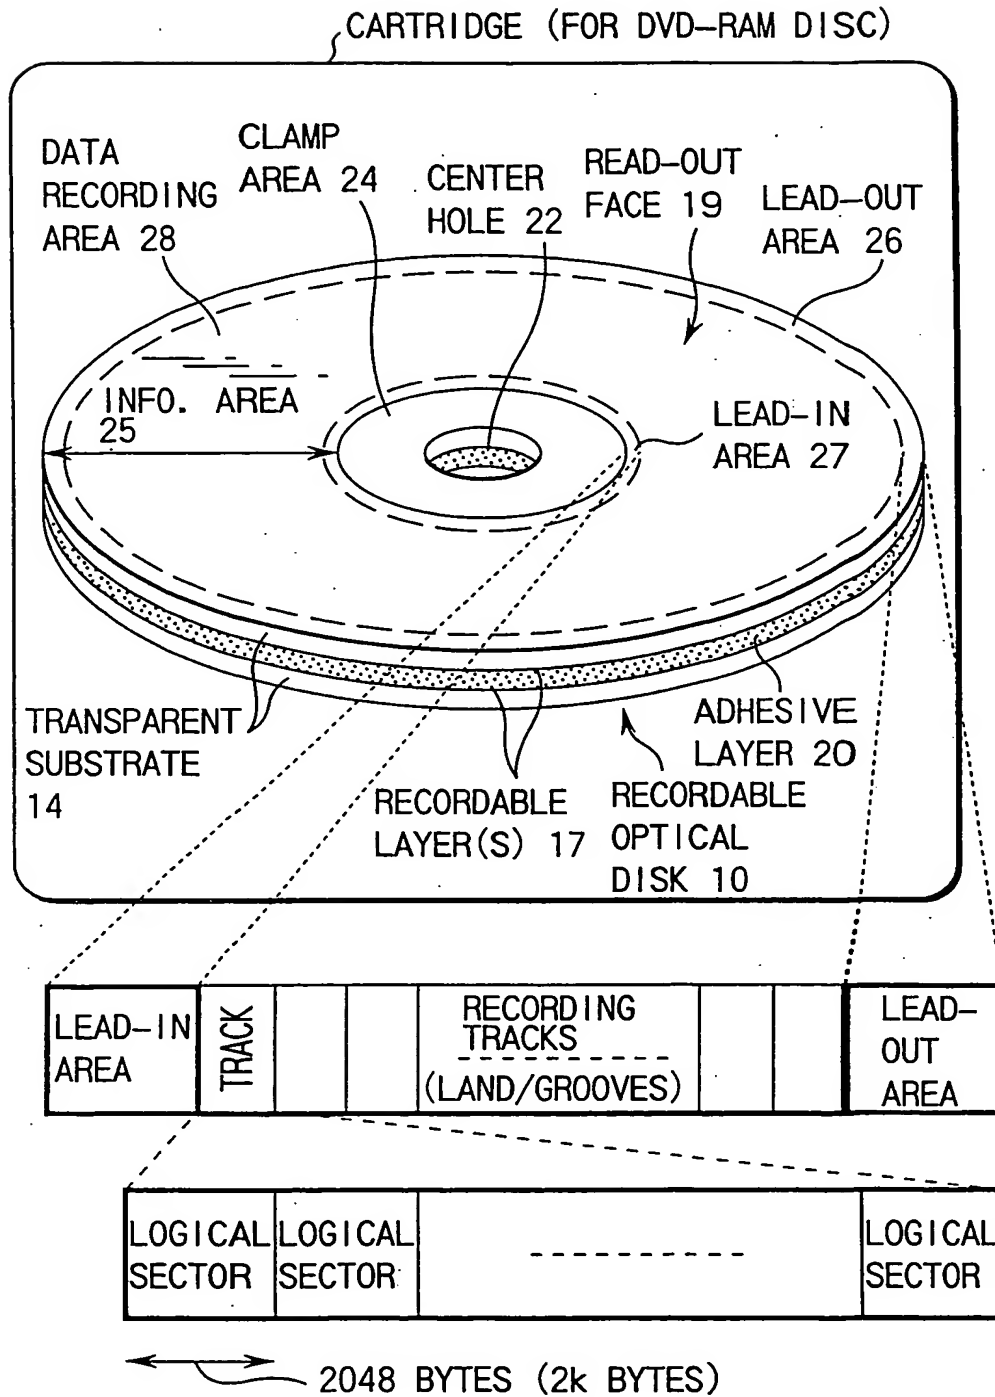 CARTRIDGE (FOR DVD-RAM DISC)
DATA
RECORDING
AREA 28
CLAMP
AREA 24
CENTER
HOLE 22
READ-OUT
FACE 19
LEAD-OUT
AREA 26
INFO. AREA
25
LEAD-IN
AREA 27
TRANSPARENT
SUBSTRATE
14
RECORDABLE
LAYER(S) 17
ADHESIVE
LAYER 20
RECORDABLE
OPTICAL
DISK 10
LEAD-IN
AREA
TRACK
RECORDING
TRACKS
(LAND/GROOVES)
LEAD-
OUT
AREA
LOGICAL
SECTOR
LOGICAL
SECTOR
LOGICAL
SECTOR
2048 BYTES (2k BYTES)